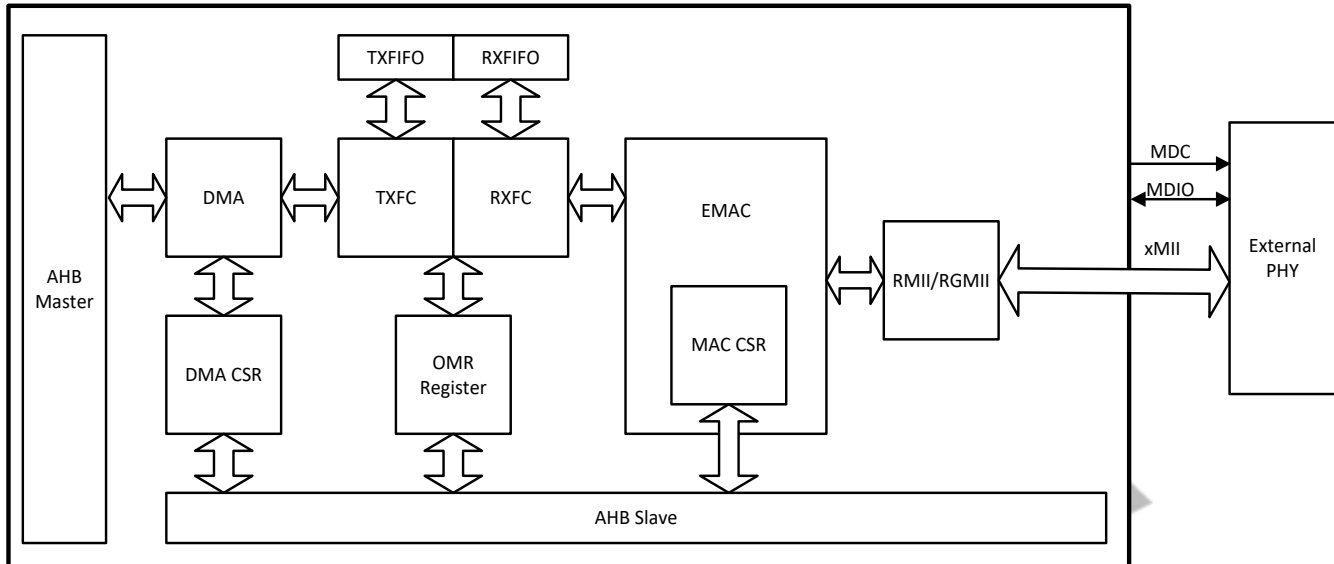 TXFIFO
RXFIFO
AHB
Master
DMA
TXFC
RXFC
EMAC
MDC
MDIO
xMII
External
PHY
RMII/RGMII
DMA CSR
OMR
Register
MAC CSR
AHB Slave